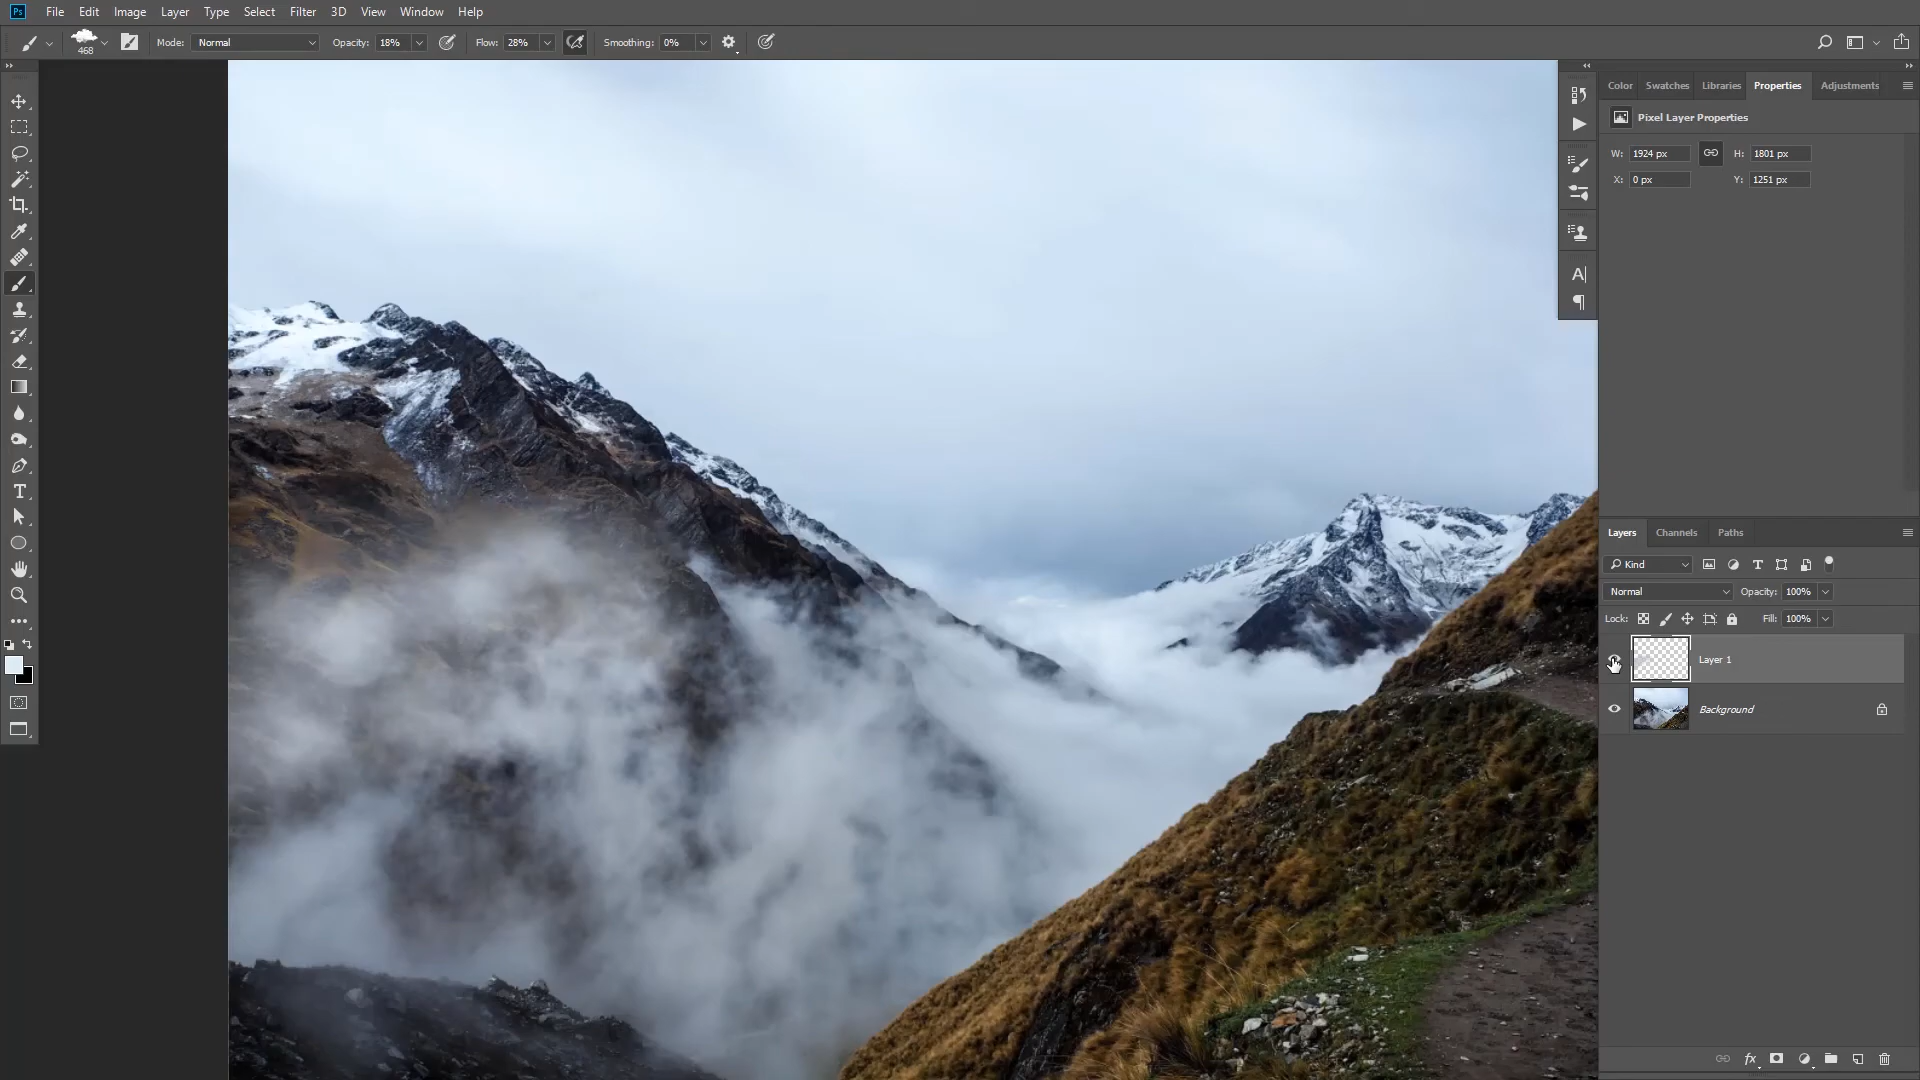 Ps File Edit Image Layer Type Select Filter 3D View Window Help
468 Mode: Normal Opacity: 18% Flow: 28% Smoothing: 0%
Color Swatches Libraries Properties Adjustments
Pixel Layer Properties
W: 1924 px H: 1801 px
X: 0 px Y: 1251 px
Layers Channels Paths
Kind
Normal Opacity: 100%
Lock: Fill: 100%
Layer 1
Background
fx